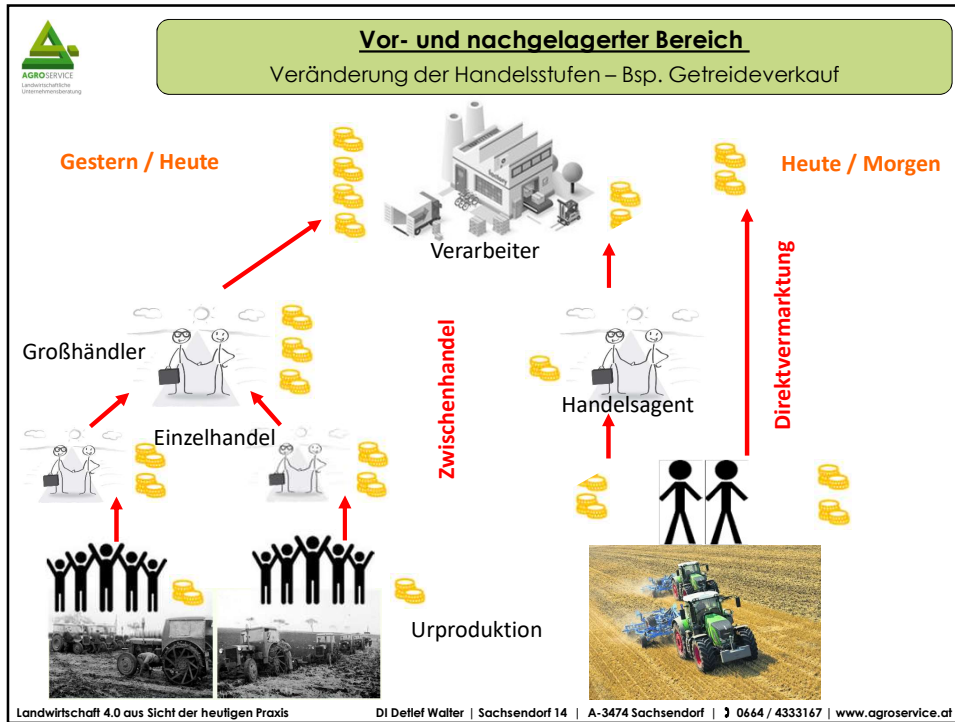 AGROSERVICE
Landwirtschaftliche
Unternehmensberatung
Vor- und nachgelagerter Bereich
Veränderung der Handelsstufen – Bsp. Getreideverkauf
Gestern / Heute
Heute / Morgen
factory
Verarbeiter
Großhändler
Zwischenhandel
Direktvermarktung
Handelsagent
Einzelhandel
Urproduktion
Landwirtschaft 4.0 aus Sicht der heutigen Praxis DI Detlef Walter | Sachsendorf 14 | A-3474 Sachsendorf | 0664 / 4333167 | www.agroservice.at